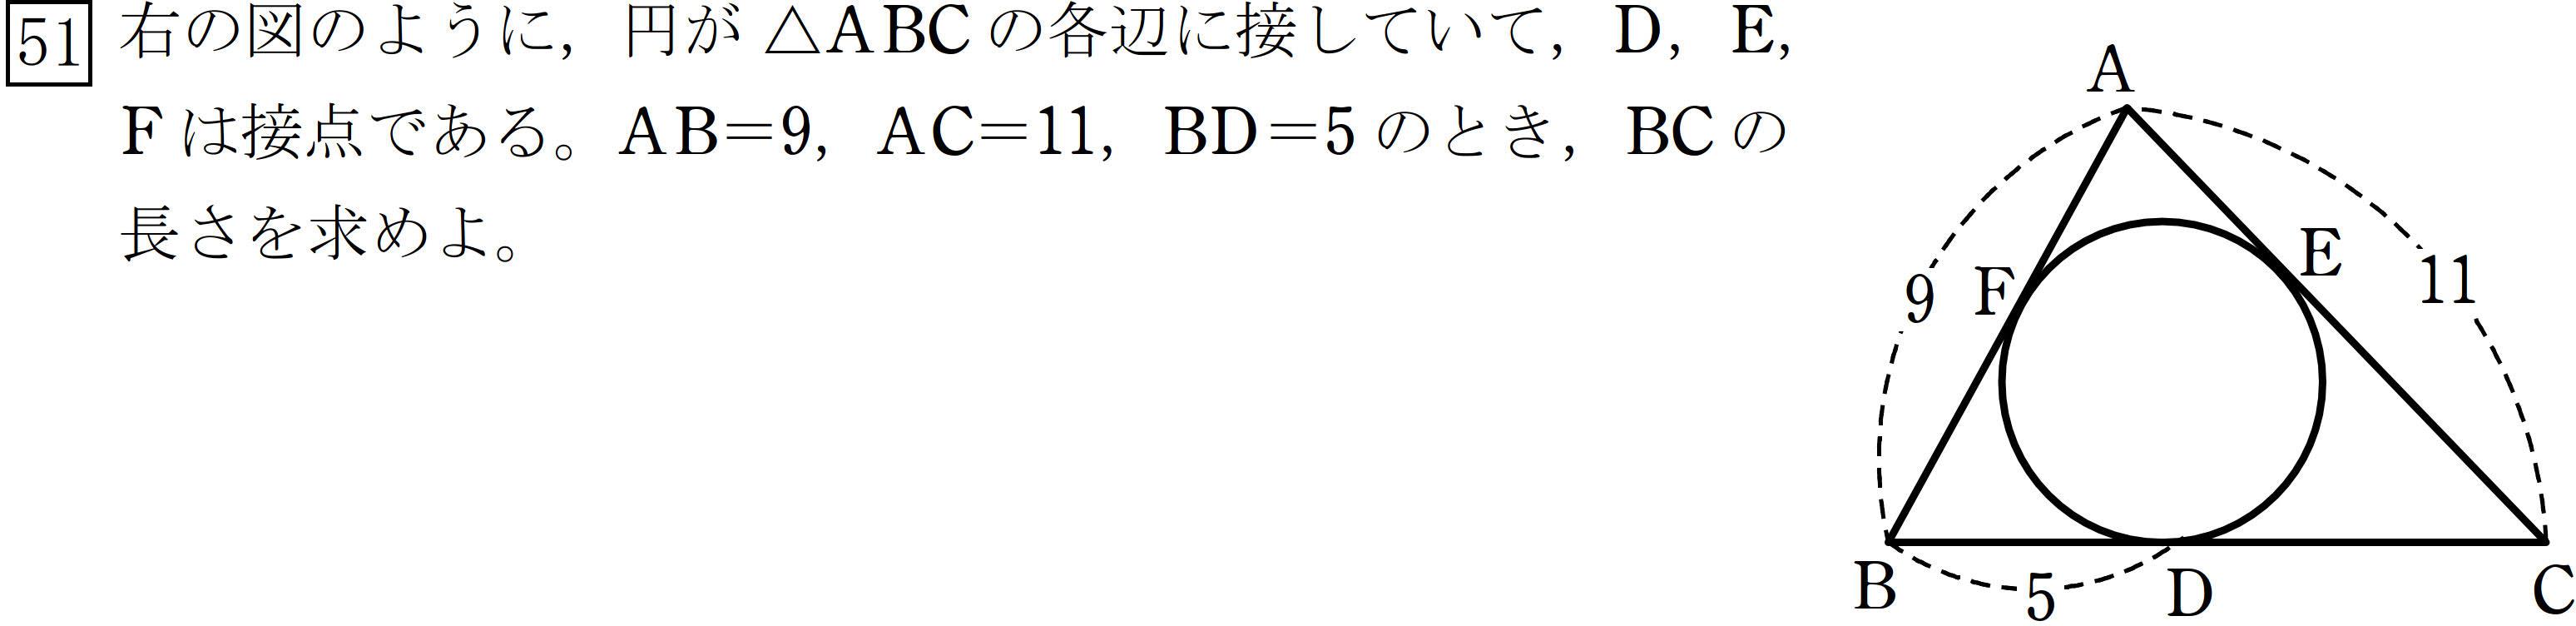 51 右の図のように，円が △ABC の各辺に接していて，D，E，
F は接点である。AB＝9，AC＝11，BD＝5 のとき，BC の
長さを求めよ。
A
E
F
9
11
B
5
D
C